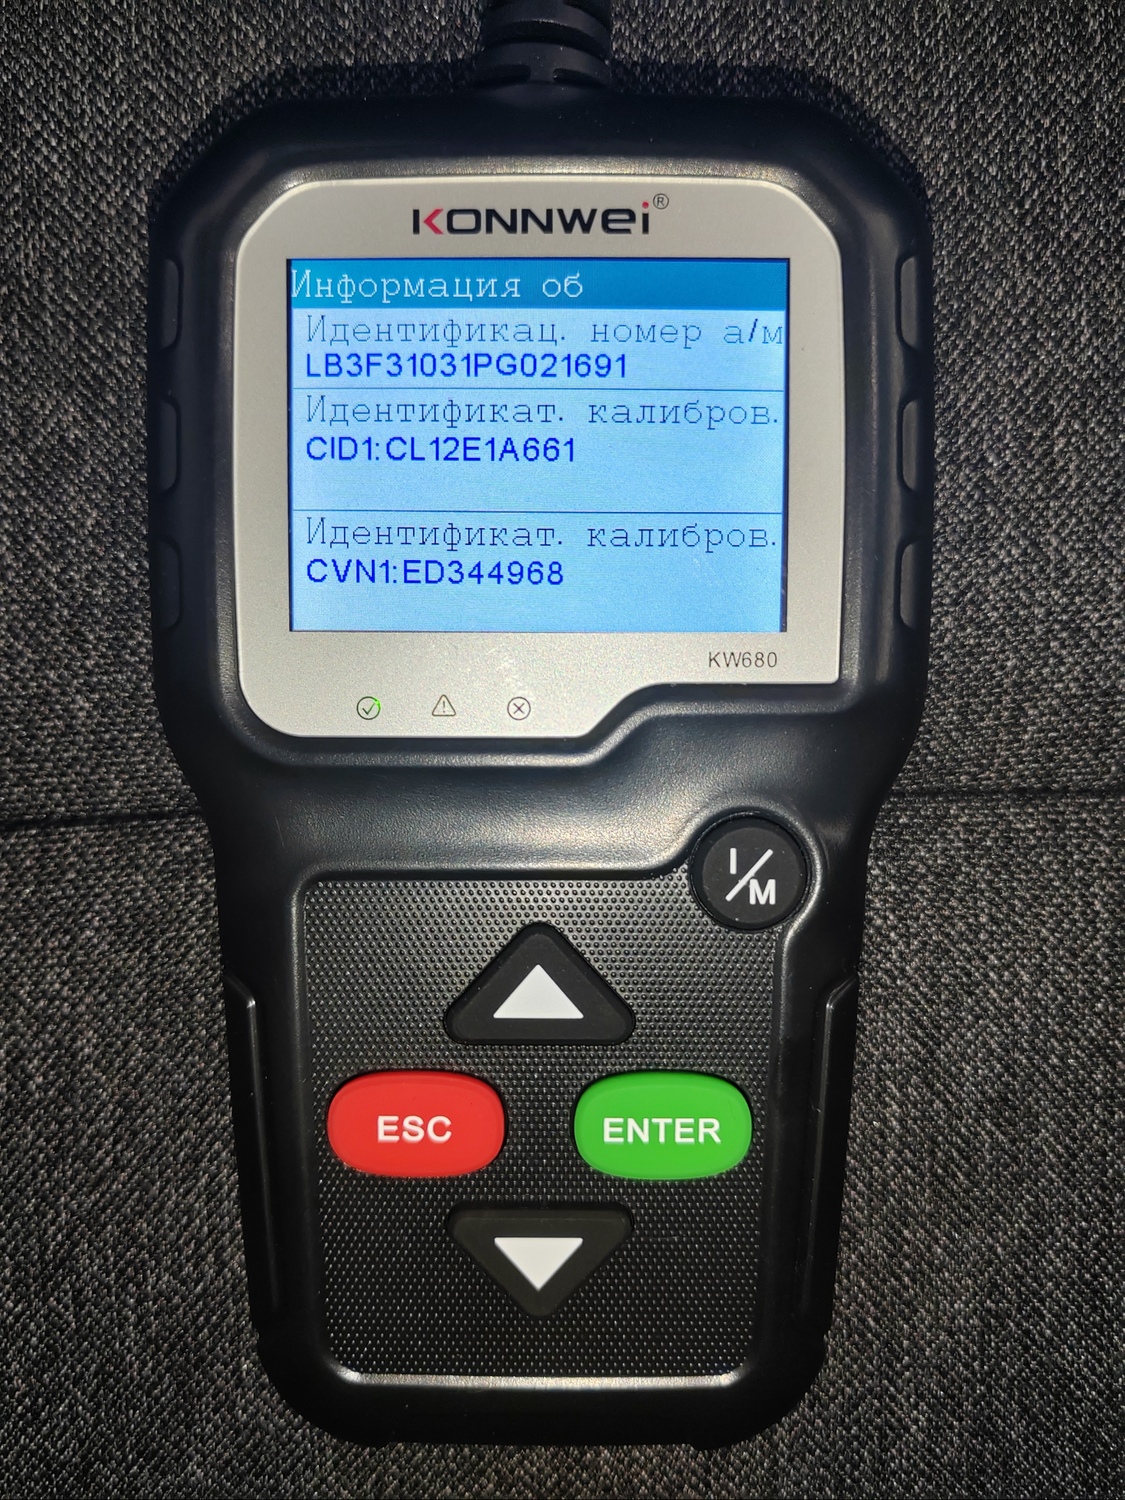 KONNWEI®
Информация об
Идентификац. номер а/м
LB3F31031PG021691
Идентификат. калибров.
CID1:CL12E1A661
Идентификат. калибров.
CVN1:ED344968
KW680
I/M
ESC
ENTER